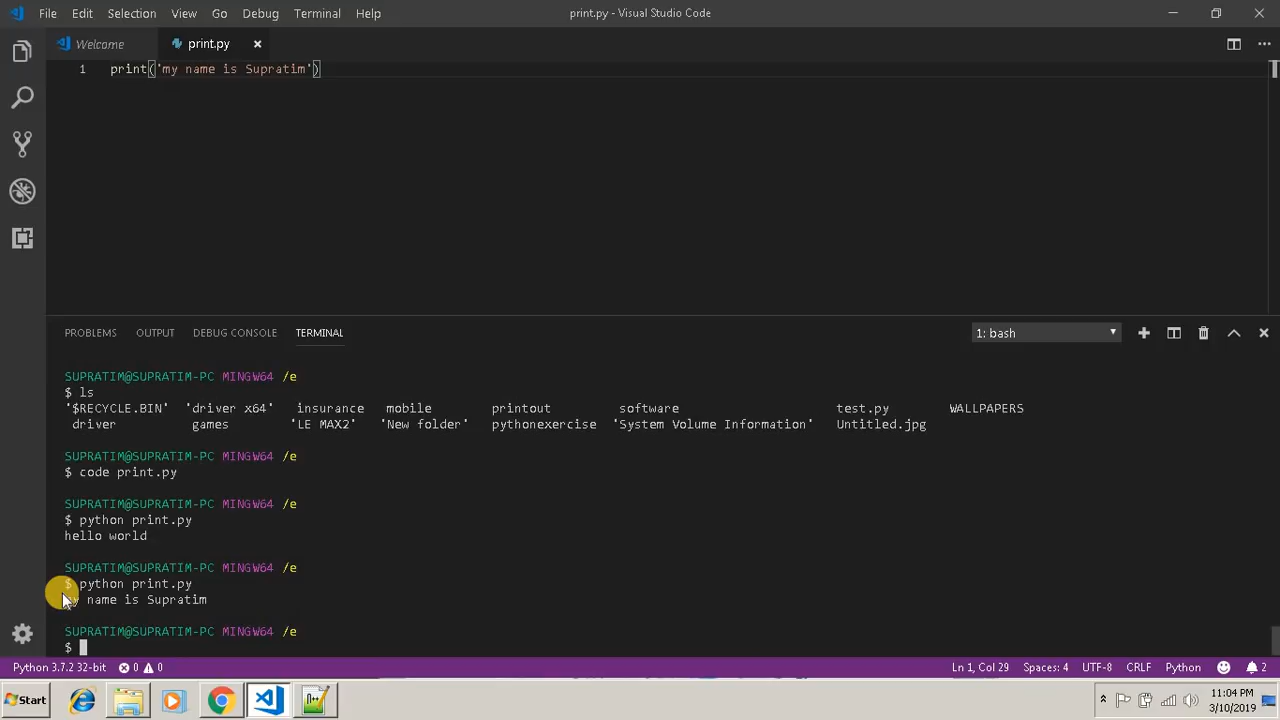 File Edit Selection View Go Debug Terminal Help print.py - Visual Studio Code
Welcome print.py
1 print('my name is Supratim')
PROBLEMS OUTPUT DEBUG CONSOLE TERMINAL 1: bash
SUPRATIM@SUPRATIM-PC MINGW64 /e
$ ls
'$RECYCLE.BIN' 'driver x64' insurance mobile printout software test.py WALLPAPERS
driver games 'LE MAX2' 'New folder' pythonexercise 'System Volume Information' Untitled.jpg
SUPRATIM@SUPRATIM-PC MINGW64 /e
$ code print.py
SUPRATIM@SUPRATIM-PC MINGW64 /e
$ python print.py
hello world
SUPRATIM@SUPRATIM-PC MINGW64 /e
$ python print.py
my name is Supratim
SUPRATIM@SUPRATIM-PC MINGW64 /e
$
Python 3.7.2 32-bit 0 0 Ln 1, Col 29 Spaces: 4 UTF-8 CRLF Python 2
Start 11:04 PM
3/10/2019